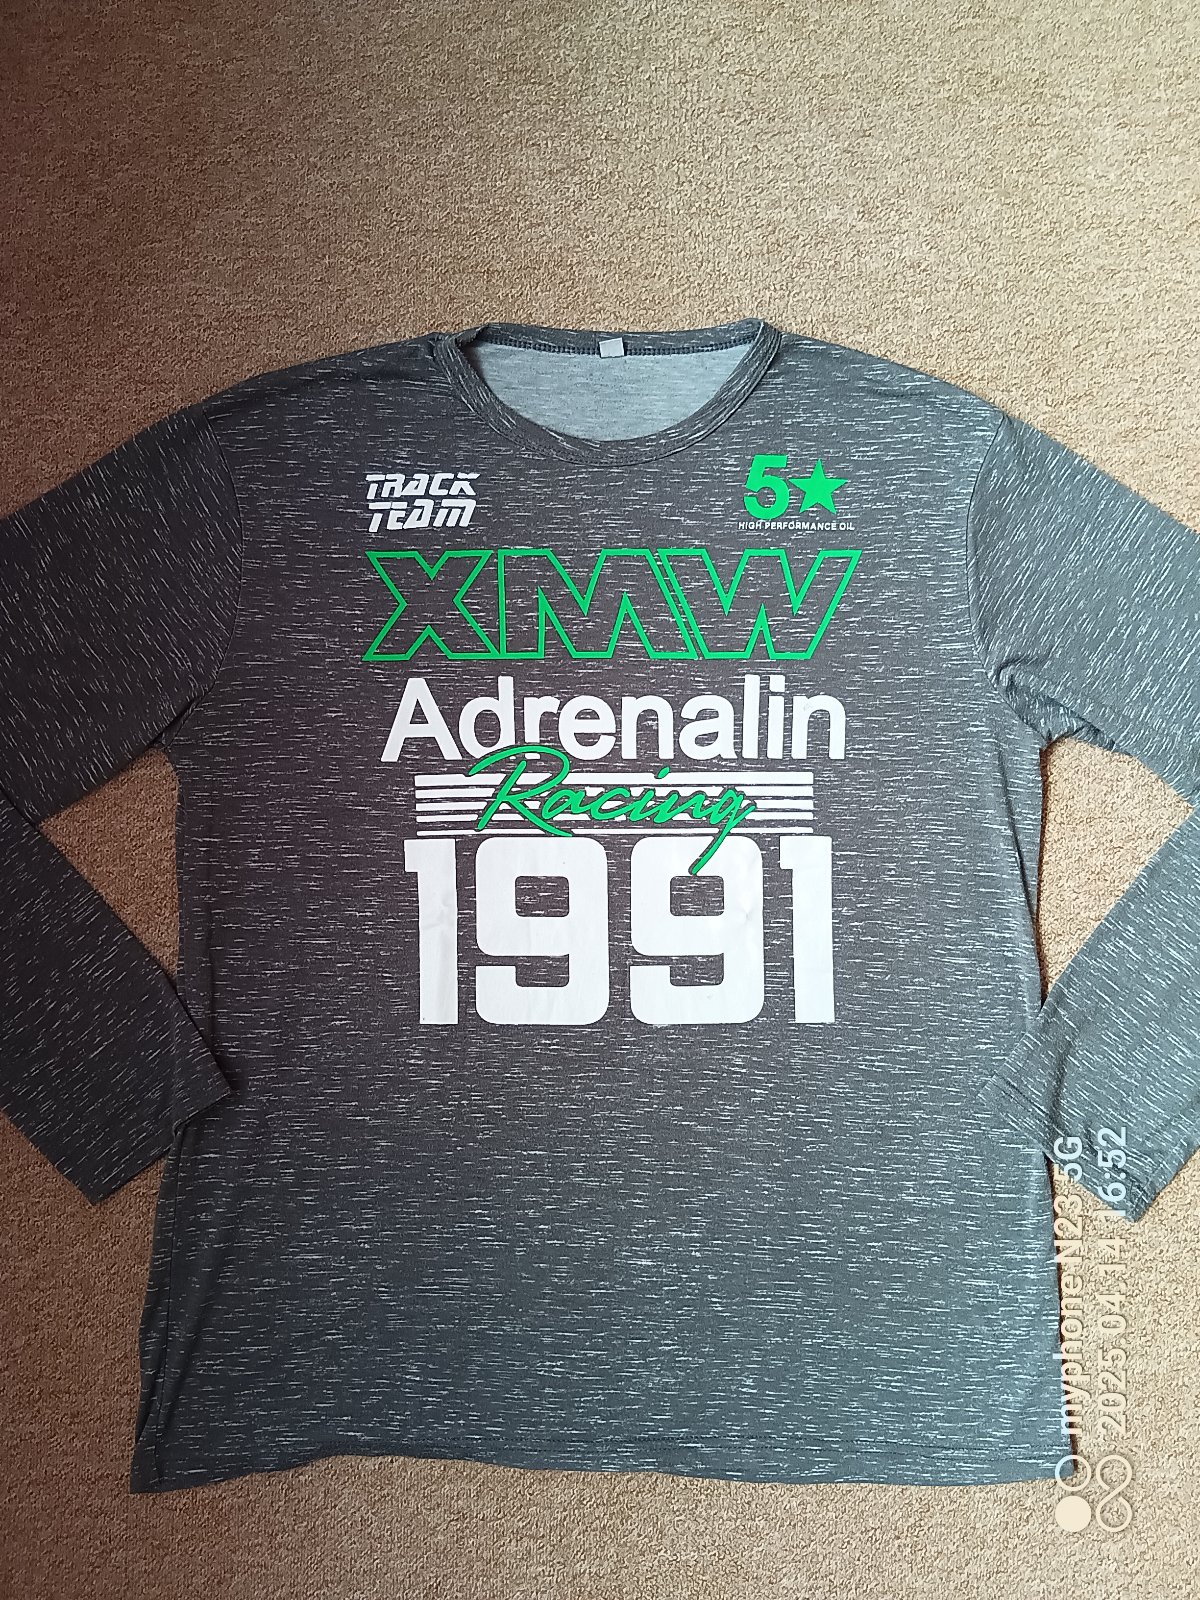 TRACK
TEAM
5★
HIGH PERFORMANCE OIL
XMW
Adrenalin
Racing
1991
myphone N23 5G
2025.04.14 16:52